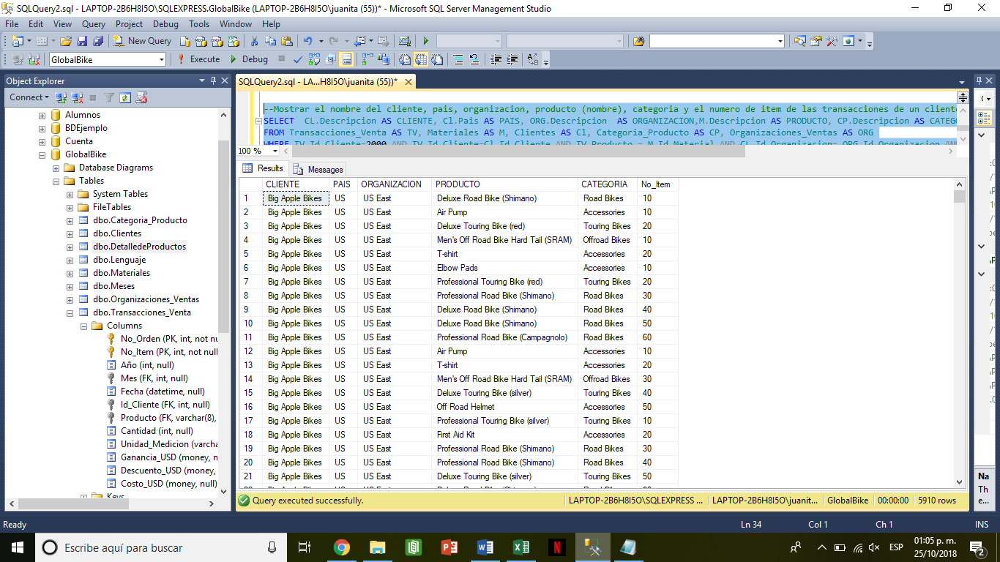 SQLQuery2.sql - LAPTOP-2B6H8I5O\SQLEXPRESS.GlobalBike (LAPTOP-2B6H8I5O\juanita (55))* - Microsoft SQL Server Management Studio
File Edit View Query Project Debug Tools Window Help
New Query
GlobalBike Execute Debug
Object Explorer
Connect
Alumnos
BDEjemplo
Cuenta
GlobalBike
Database Diagrams
Tables
System Tables
FileTables
dbo.Categoria_Producto
dbo.Clientes
dbo.DetalledeProductos
dbo.Lenguaje
dbo.Materiales
dbo.Meses
dbo.Organizaciones_Ventas
dbo.Transacciones_Venta
Columns
No_Orden (PK, int, not nu
No_Item (PK, int, not null
Año (int, null)
Mes (FK, int, null)
Fecha (datetime, null)
Id_Cliente (FK, int, null)
Producto (FK, varchar(8),
Cantidad (int, null)
Unidad_Medicion (varcha
Ganancia_USD (money, n
Descuento_USD (money,
Costo_USD (money, null)
Keys
SQLQuery2.sql - LA...H8I5O\juanita (55))*
--Mostrar el nombre del cliente, pais, organizacion, producto (nombre), categoria y el numero de item de las transacciones de un cliente
SELECT CL.Descripcion AS CLIENTE, Cl.Pais AS PAIS, ORG.Descripcion AS ORGANIZACION,M.Descripcion AS PRODUCTO, CP.Descripcion AS CATEGO
FROM Transacciones_Venta AS TV, Materiales AS M, Clientes AS Cl, Categoria_Producto AS CP, Organizaciones_Ventas AS ORG
WHERE TV.Id_Cliente=2000 AND TV.Id_cliente=Cl.Id_Cliente AND TV.Producto = M.Id_Material AND CL.Id_Organizacion= ORG.Id_Organizacion AND
100 %
Results Messages
CLIENTE PAIS ORGANIZACION PRODUCTO CATEGORIA No_Item
1 Big Apple Bikes US US East Deluxe Road Bike (Shimano) Road Bikes 10
2 Big Apple Bikes US US East Air Pump Accessories 10
3 Big Apple Bikes US US East Deluxe Touring Bike (red) Touring Bikes 20
4 Big Apple Bikes US US East Men's Off Road Bike Hard Tail (SRAM) Offroad Bikes 10
5 Big Apple Bikes US US East T-shirt Accessories 20
6 Big Apple Bikes US US East Elbow Pads Accessories 10
7 Big Apple Bikes US US East Professional Touring Bike (red) Touring Bikes 20
8 Big Apple Bikes US US East Professional Road Bike (Shimano) Road Bikes 30
9 Big Apple Bikes US US East Deluxe Road Bike (Shimano) Road Bikes 40
10 Big Apple Bikes US US East Deluxe Road Bike (Shimano) Road Bikes 50
11 Big Apple Bikes US US East Professional Road Bike (Campagnolo) Road Bikes 60
12 Big Apple Bikes US US East Air Pump Accessories 10
13 Big Apple Bikes US US East T-shirt Accessories 20
14 Big Apple Bikes US US East Men's Off Road Bike Hard Tail (SRAM) Offroad Bikes 30
15 Big Apple Bikes US US East Deluxe Touring Bike (silver) Touring Bikes 40
16 Big Apple Bikes US US East Off Road Helmet Accessories 50
17 Big Apple Bikes US US East Professional Touring Bike (silver) Touring Bikes 10
18 Big Apple Bikes US US East First Aid Kit Accessories 20
19 Big Apple Bikes US US East Professional Road Bike (Shimano) Road Bikes 30
20 Big Apple Bikes US US East Professional Road Bike (Shimano) Road Bikes 40
21 Big Apple Bikes US US East Deluxe Touring Bike (silver) Touring Bikes 50
Query executed successfully. LAPTOP-2B6H8I5O\SQLEXPRESS ... LAPTOP-2B6H8I5O\juanit... GlobalBike 00:00:00 5910 rows
Na
Th
e...
Ready Ln 34 Col 1 Ch 1 INS
Escribe aquí para buscar
ESP
01:05 p. m.
25/10/2018
2